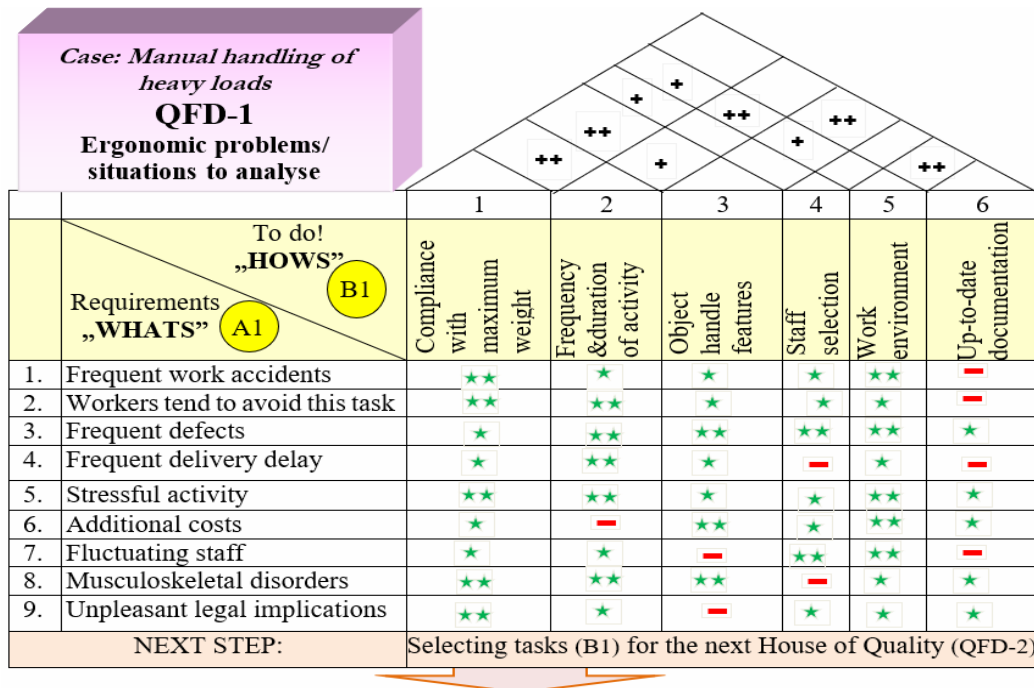 Case: Manual handling of
heavy loads
QFD-1
Ergonomic problems/
situations to analyse
+
+
++
++
++
+
++
+
++
1 2 3 4 5 6
To do!
„HOWS”
B1
Requirements
„WHATS”
A1
Compliance
with
maximum
weight
Frequency
&duration
of activity
Object
handle
features
Staff
selection
Work
environment
Up-to-date
documentation
1. Frequent work accidents ★★ ★ ★ ★ ★★ –
2. Workers tend to avoid this task ★★ ★★ ★ ★ ★ –
3. Frequent defects ★ ★★ ★★ ★★ ★★ ★
4. Frequent delivery delay ★ ★★ ★ – ★ –
5. Stressful activity ★★ ★★ ★ ★ ★★ ★
6. Additional costs ★ – ★★ ★ ★★ ★
7. Fluctuating staff ★ ★ – ★★ ★★ –
8. Musculoskeletal disorders ★★ ★★ ★★ – ★ ★
9. Unpleasant legal implications ★★ ★ – ★ ★ ★
NEXT STEP: Selecting tasks (B1) for the next House of Quality (QFD-2)